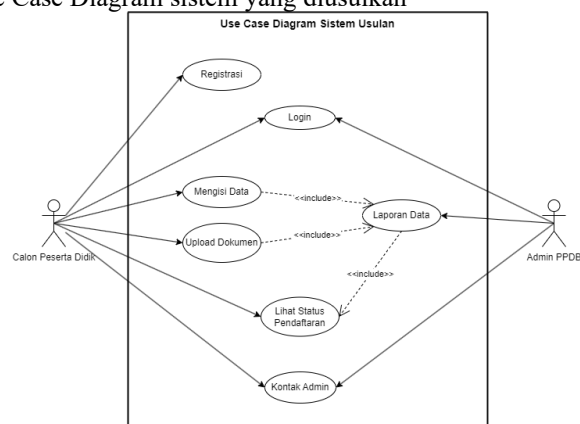 e Case Diagram sistem yang diusulkan
Use Case Diagram Sistem Usulan
Registrasi
Login
Mengisi Data
<<include>>
Laporan Data
Upload Dokumen
<<include>>
Calon Peserta Didik
Admin PPDB
<<include>>
Lihat Status
Pendaftaran
Kontak Admin